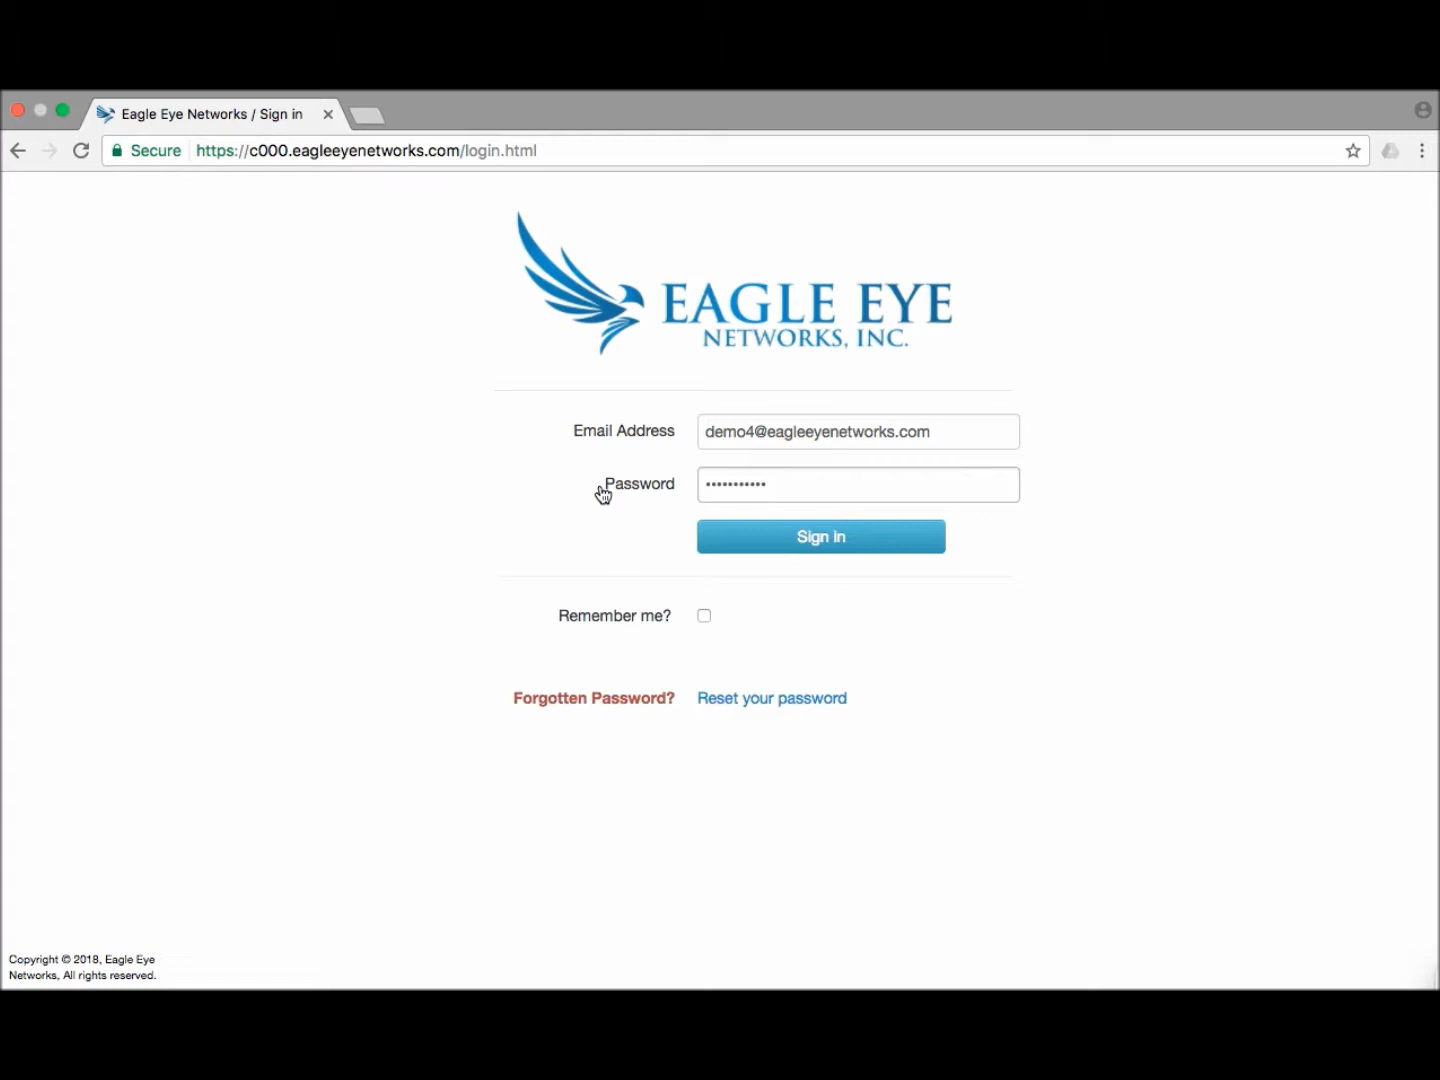 Eagle Eye Networks / Sign in
Secure https://c000.eagleeyenetworks.com/login.html
EAGLE EYE
NETWORKS, INC.
Email Address demo4@eagleeyenetworks.com
Password •••••••••••
Sign in
Remember me?
Forgotten Password? Reset your password
Copyright © 2018, Eagle Eye
Networks, All rights reserved.